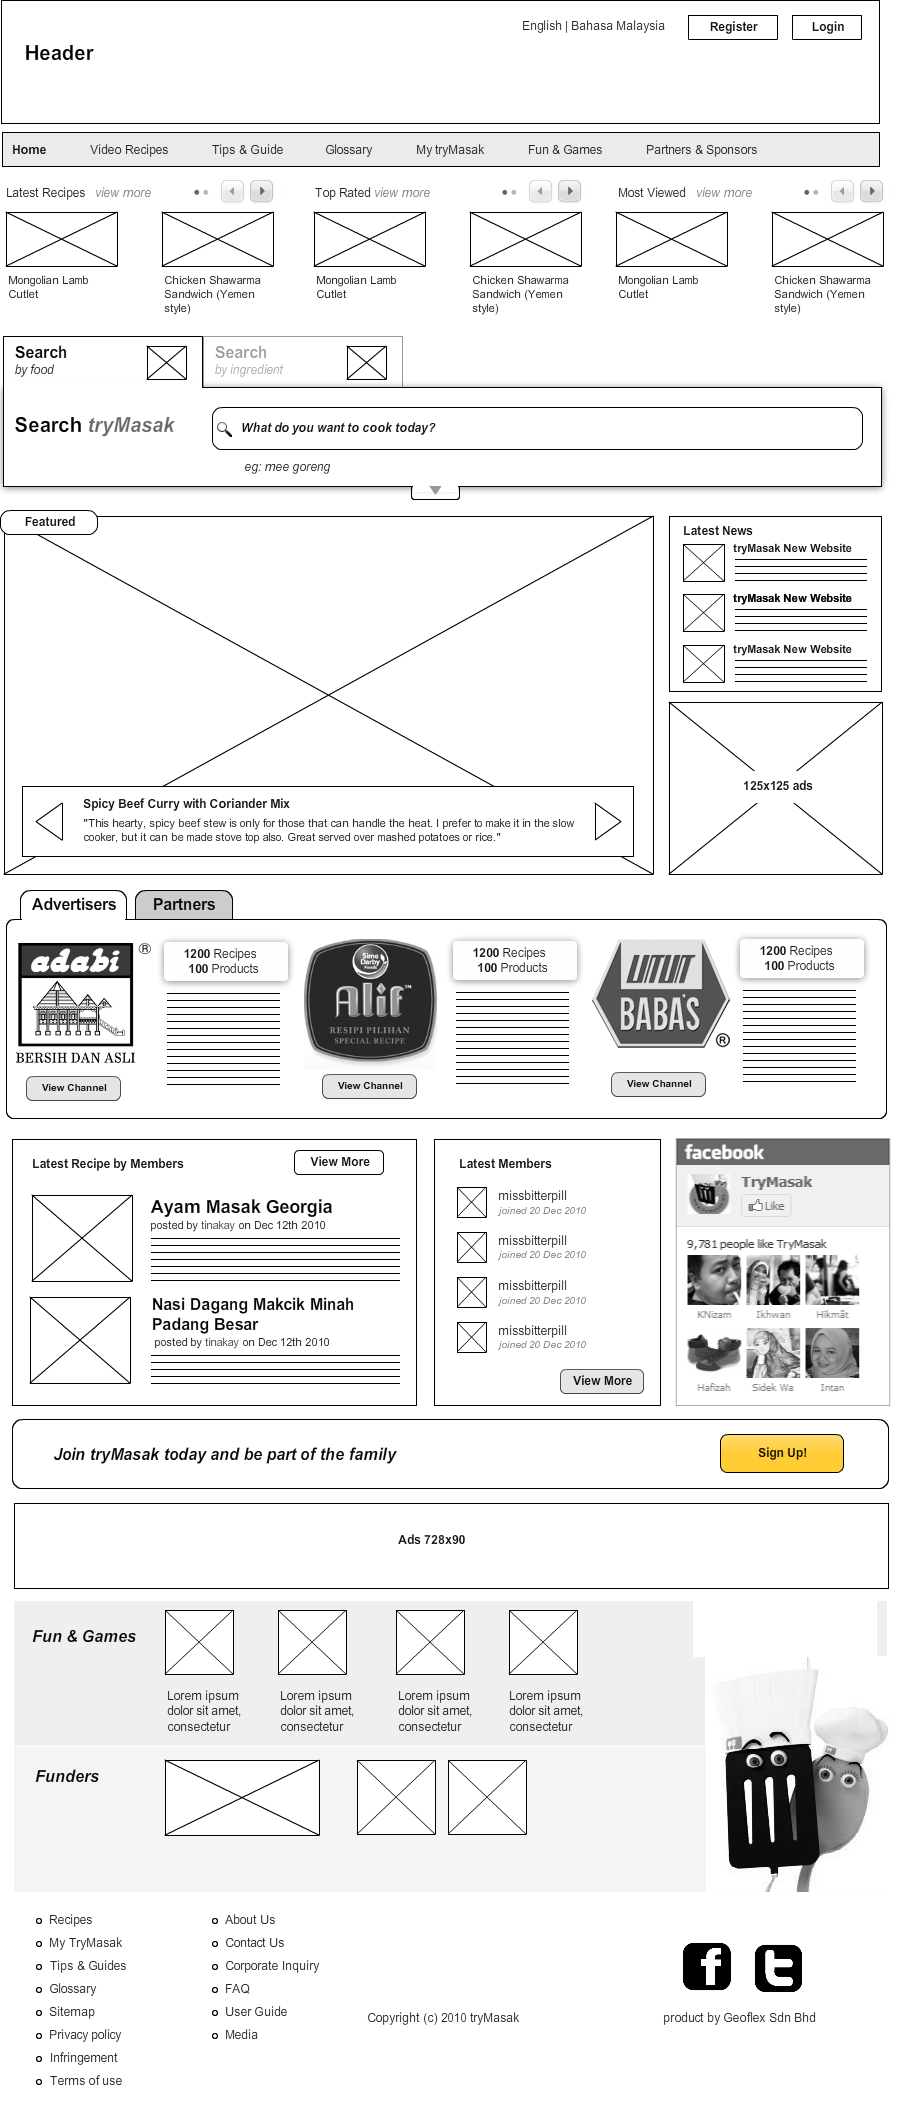 English | Bahasa Malaysia
Register
Login
Header
Home
Video Recipes
Tips & Guide
Glossary
My tryMasak
Fun & Games
Partners & Sponsors
Latest Recipes view more
Top Rated view more
Most Viewed view more
Mongolian Lamb
Cutlet
Chicken Shawarma
Sandwich (Yemen
style)
Mongolian Lamb
Cutlet
Chicken Shawarma
Sandwich (Yemen
style)
Mongolian Lamb
Cutlet
Chicken Shawarma
Sandwich (Yemen
style)
Search
by food
Search
by ingredient
Search tryMasak
What do you want to cook today?
eg: mee goreng
Featured
Spicy Beef Curry with Coriander Mix
"This hearty, spicy beef stew is only for those that can handle the heat. I prefer to make it in the slow
cooker, but it can be made stove top also. Great served over mashed potatoes or rice."
Latest News
tryMasak New Website
tryMasak New Website
tryMasak New Website
125x125 ads
Advertisers
Partners
adabi ®
BERSIH DAN ASLI
View Channel
1200 Recipes
100 Products
Sime
Darby
Foods
Alif™
RESIPI PILIHAN
SPECIAL RECIPE
View Channel
1200 Recipes
100 Products
BABA'S
®
View Channel
1200 Recipes
100 Products
Latest Recipe by Members
View More
Ayam Masak Georgia
posted by tinakay on Dec 12th 2010
Nasi Dagang Makcik Minah
Padang Besar
posted by tinakay on Dec 12th 2010
Latest Members
missbitterpill
joined 20 Dec 2010
missbitterpill
joined 20 Dec 2010
missbitterpill
joined 20 Dec 2010
missbitterpill
joined 20 Dec 2010
View More
facebook
TryMasak
Like
9,781 people like TryMasak
KNizam
Ikhwan
Hikmät
Hafizah
Sidek Wa
Intan
Join tryMasak today and be part of the family
Sign Up!
Ads 728x90
Fun & Games
Lorem ipsum
dolor sit amet,
consectetur
Lorem ipsum
dolor sit amet,
consectetur
Lorem ipsum
dolor sit amet,
consectetur
Lorem ipsum
dolor sit amet,
consectetur
Funders
Recipes
My TryMasak
Tips & Guides
Glossary
Sitemap
Privacy policy
Infringement
Terms of use
About Us
Contact Us
Corporate Inquiry
FAQ
User Guide
Media
Copyright (c) 2010 tryMasak
f
t
product by Geoflex Sdn Bhd